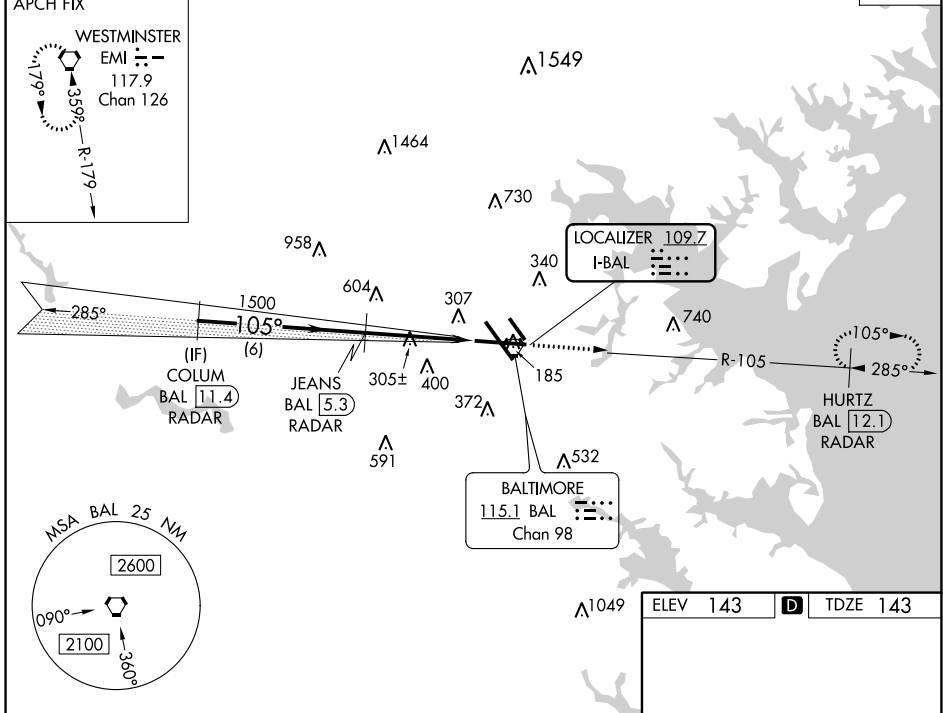 APCH FIX
WESTMINSTER
EMI
117.9
Chan 126
179°
359°
R-179
1549
1464
730
958
LOCALIZER 109.7
I-BAL
340
604
307
740
1500
285°
105°
(6)
(IF)
COLUM
BAL 11.4
RADAR
JEANS
BAL 5.3
RADAR
305±
400
185
R-105
105°
285°
HURTZ
BAL 12.1
RADAR
372
591
532
BALTIMORE
115.1 BAL
Chan 98
MSA BAL 25 NM
2600
090°
2100
360°
1049
ELEV 143 D TDZE 143